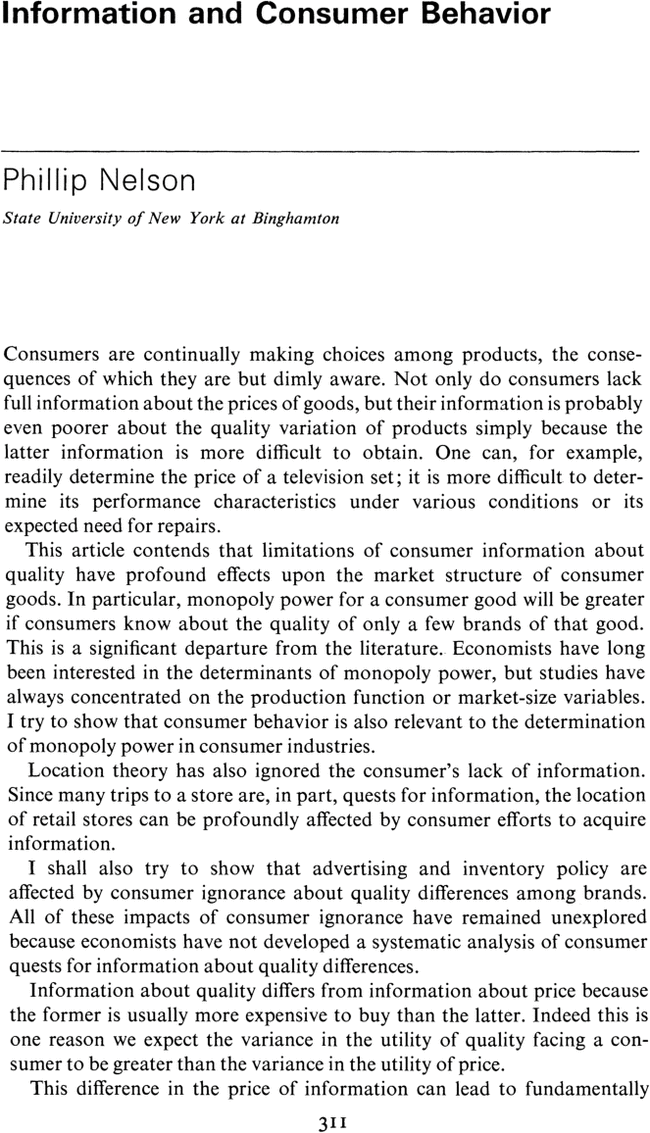 Information and Consumer Behavior
Phillip Nelson
State University of New York at Binghamton
Consumers are continually making choices among products, the conse-
quences of which they are but dimly aware. Not only do consumers lack
full information about the prices of goods, but their information is probably
even poorer about the quality variation of products simply because the
latter information is more difficult to obtain. One can, for example,
readily determine the price of a television set; it is more difficult to deter-
mine its performance characteristics under various conditions or its
expected need for repairs.
This article contends that limitations of consumer information about
quality have profound effects upon the market structure of consumer
goods. In particular, monopoly power for a consumer good will be greater
if consumers know about the quality of only a few brands of that good.
This is a significant departure from the literature. Economists have long
been interested in the determinants of monopoly power, but studies have
always concentrated on the production function or market-size variables.
I try to show that consumer behavior is also relevant to the determination
of monopoly power in consumer industries.
Location theory has also ignored the consumer's lack of information.
Since many trips to a store are, in part, quests for information, the location
of retail stores can be profoundly affected by consumer efforts to acquire
information.
I shall also try to show that advertising and inventory policy are
affected by consumer ignorance about quality differences among brands.
All of these impacts of consumer ignorance have remained unexplored
because economists have not developed a systematic analysis of consumer
quests for information about quality differences.
Information about quality differs from information about price because
the former is usually more expensive to buy than the latter. Indeed this is
one reason we expect the variance in the utility of quality facing a con-
sumer to be greater than the variance in the utility of price.
This difference in the price of information can lead to fundamentally
311